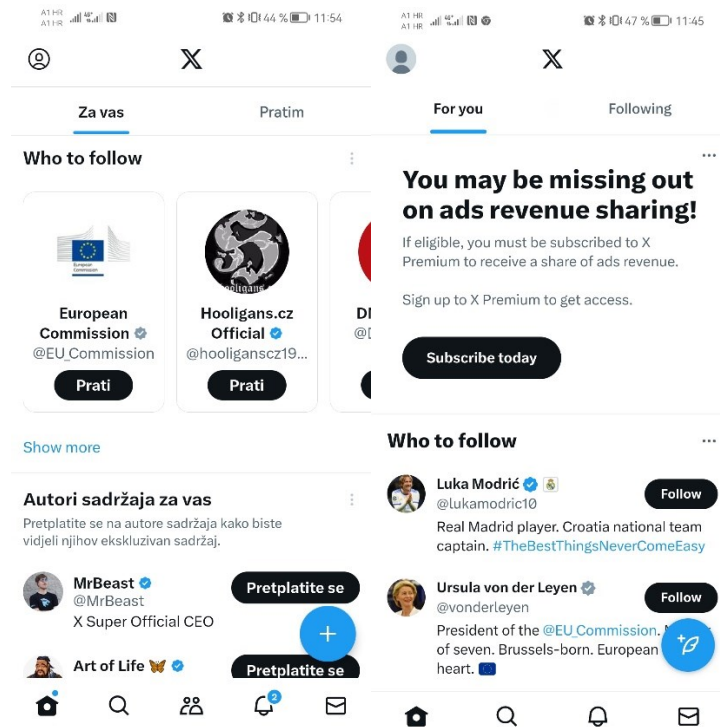 A1 HR
A1 HR
44 %
11:54
Za vas
Pratim
Who to follow
European
Commission
European
Commission
@EU_Commission
Prati
hooligans
Hooligans.cz
Official
@hooliganscz19...
Prati
Show more
Autori sadržaja za vas
Pretplatite se na autore sadržaja kako biste
vidjeli njihov ekskluzivan sadržaj.
MrBeast
@MrBeast
X Super Official CEO
Pretplatite se
Art of Life
Pretplatite se
2
A1 HR
A1 HR
47 %
11:45
For you
Following
You may be missing out
on ads revenue sharing!
If eligible, you must be subscribed to X
Premium to receive a share of ads revenue.
Sign up to X Premium to get access.
Subscribe today
Who to follow
Luka Modrić
@lukamodric10
Follow
Real Madrid player. Croatia national team
captain. #TheBestThingsNeverComeEasy
Ursula von der Leyen
@vonderleyen
Follow
President of the @EU_Commission.
of seven. Brussels-born. European
heart.